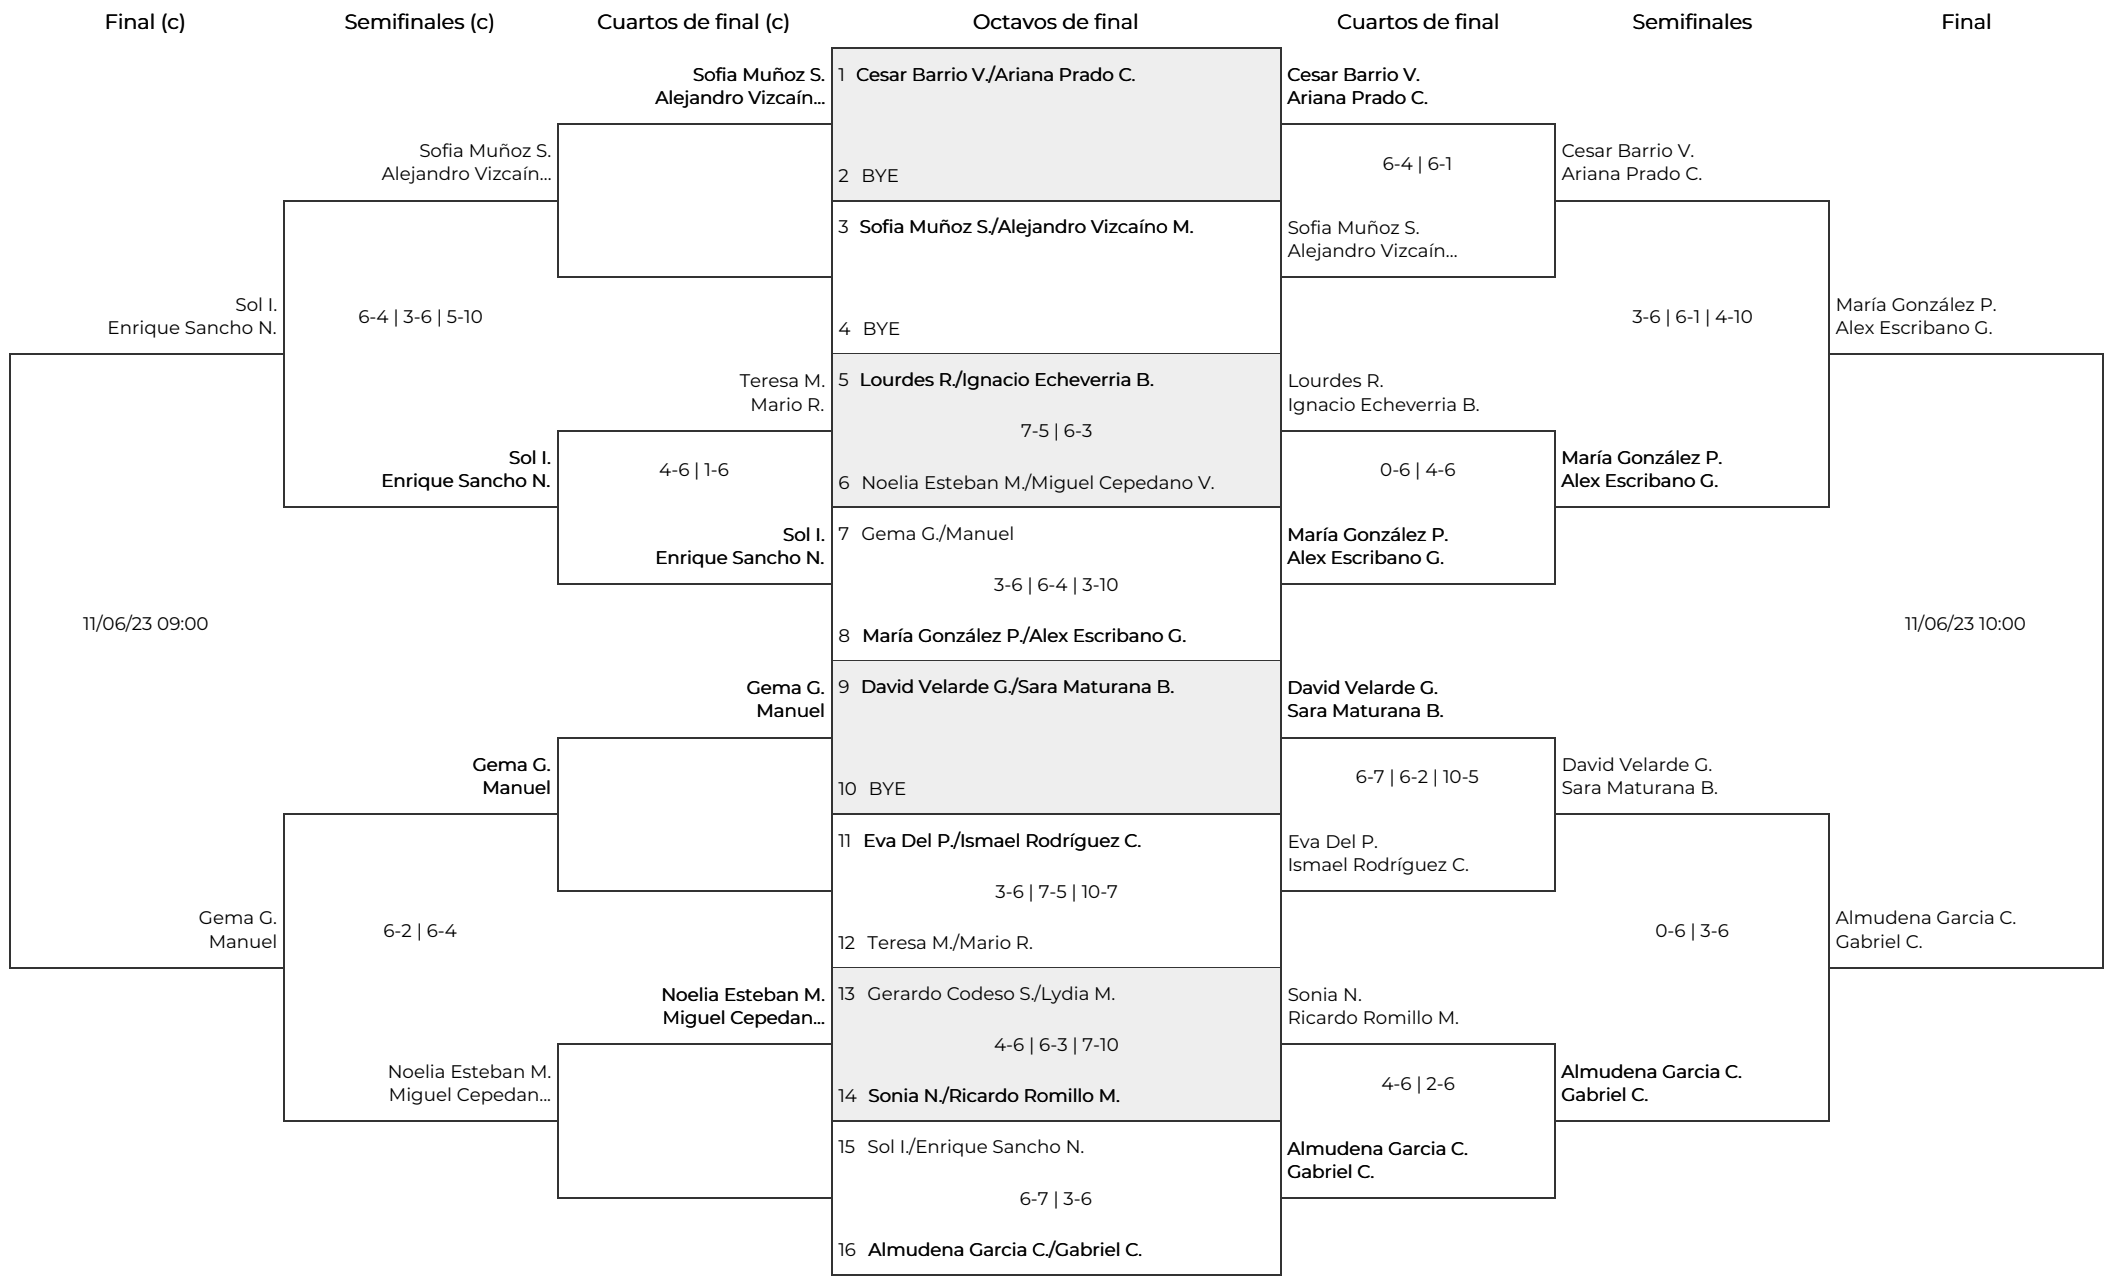 Final (c)
Semifinales (c)
Cuartos de final (c)
Octavos de final
Cuartos de final
Semifinales
Final
Sol I.
Enrique Sancho N.
11/06/23 09:00
Gema G.
Manuel
Sofia Muñoz S.
Alejandro Vizcaín...
6-4 | 3-6 | 5-10
Sol I.
Enrique Sancho N.
Gema G.
Manuel
6-2 | 6-4
Noelia Esteban M.
Miguel Cepedan...
Sofia Muñoz S.
Alejandro Vizcaín...
Teresa M.
Mario R.
4-6 | 1-6
Sol I.
Enrique Sancho N.
Gema G.
Manuel
Noelia Esteban M.
Miguel Cepedan...
1 Cesar Barrio V./Ariana Prado C.
2 BYE
3 Sofia Muñoz S./Alejandro Vizcaíno M.
4 BYE
5 Lourdes R./Ignacio Echeverria B.
7-5 | 6-3
6 Noelia Esteban M./Miguel Cepedano V.
7 Gema G./Manuel
3-6 | 6-4 | 3-10
8 María González P./Alex Escribano G.
9 David Velarde G./Sara Maturana B.
10 BYE
11 Eva Del P./Ismael Rodríguez C.
3-6 | 7-5 | 10-7
12 Teresa M./Mario R.
13 Gerardo Codeso S./Lydia M.
4-6 | 6-3 | 7-10
14 Sonia N./Ricardo Romillo M.
15 Sol I./Enrique Sancho N.
6-7 | 3-6
16 Almudena Garcia C./Gabriel C.
Cesar Barrio V.
Ariana Prado C.
6-4 | 6-1
Sofia Muñoz S.
Alejandro Vizcaín...
Lourdes R.
Ignacio Echeverria B.
0-6 | 4-6
María González P.
Alex Escribano G.
David Velarde G.
Sara Maturana B.
6-7 | 6-2 | 10-5
Eva Del P.
Ismael Rodríguez C.
Sonia N.
Ricardo Romillo M.
4-6 | 2-6
Almudena Garcia C.
Gabriel C.
Cesar Barrio V.
Ariana Prado C.
3-6 | 6-1 | 4-10
María González P.
Alex Escribano G.
David Velarde G.
Sara Maturana B.
0-6 | 3-6
Almudena Garcia C.
Gabriel C.
María González P.
Alex Escribano G.
11/06/23 10:00
Almudena Garcia C.
Gabriel C.